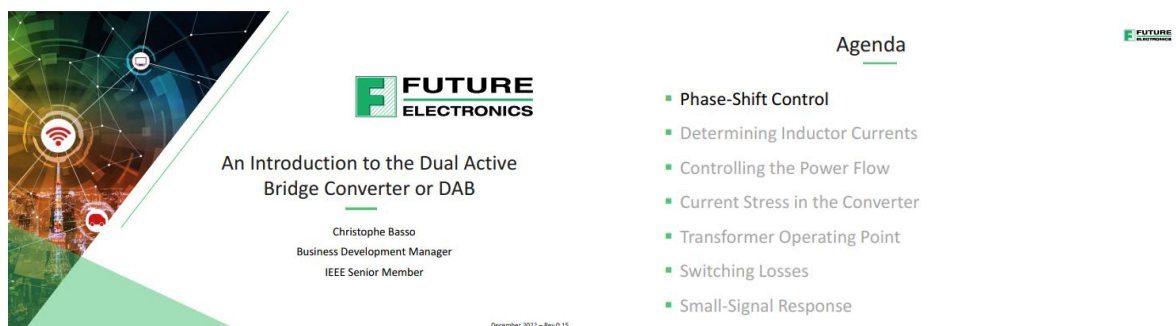 FUTURE
ELECTRONICS
An Introduction to the Dual Active
Bridge Converter or DAB
Christophe Basso
Business Development Manager
IEEE Senior Member
December 2022 – Rev 0.15
Agenda
FUTURE
ELECTRONICS
▪ Phase-Shift Control
▪ Determining Inductor Currents
▪ Controlling the Power Flow
▪ Current Stress in the Converter
▪ Transformer Operating Point
▪ Switching Losses
▪ Small-Signal Response